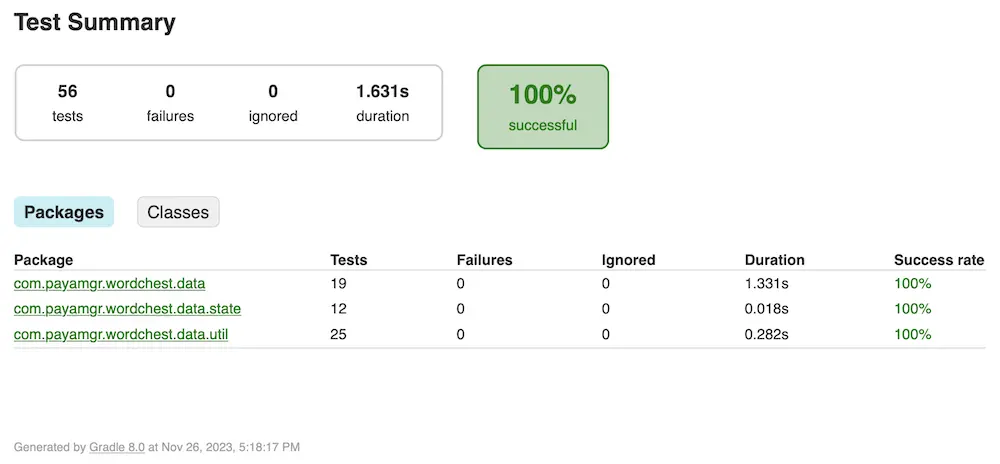 Test Summary
56 0 0 1.631s
tests failures ignored duration
100%
successful
Packages Classes
Package Tests Failures Ignored Duration Success rate
com.payamgr.wordchest.data 19 0 0 1.331s 100%
com.payamgr.wordchest.data.state 12 0 0 0.018s 100%
com.payamgr.wordchest.data.util 25 0 0 0.282s 100%
Generated by Gradle 8.0 at Nov 26, 2023, 5:18:17 PM